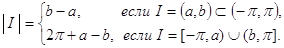 |I| = { b − a, если I = (a, b) ⊂ (−π, π),
2π + a − b, если I = [−π, a) ∪ (b, π].